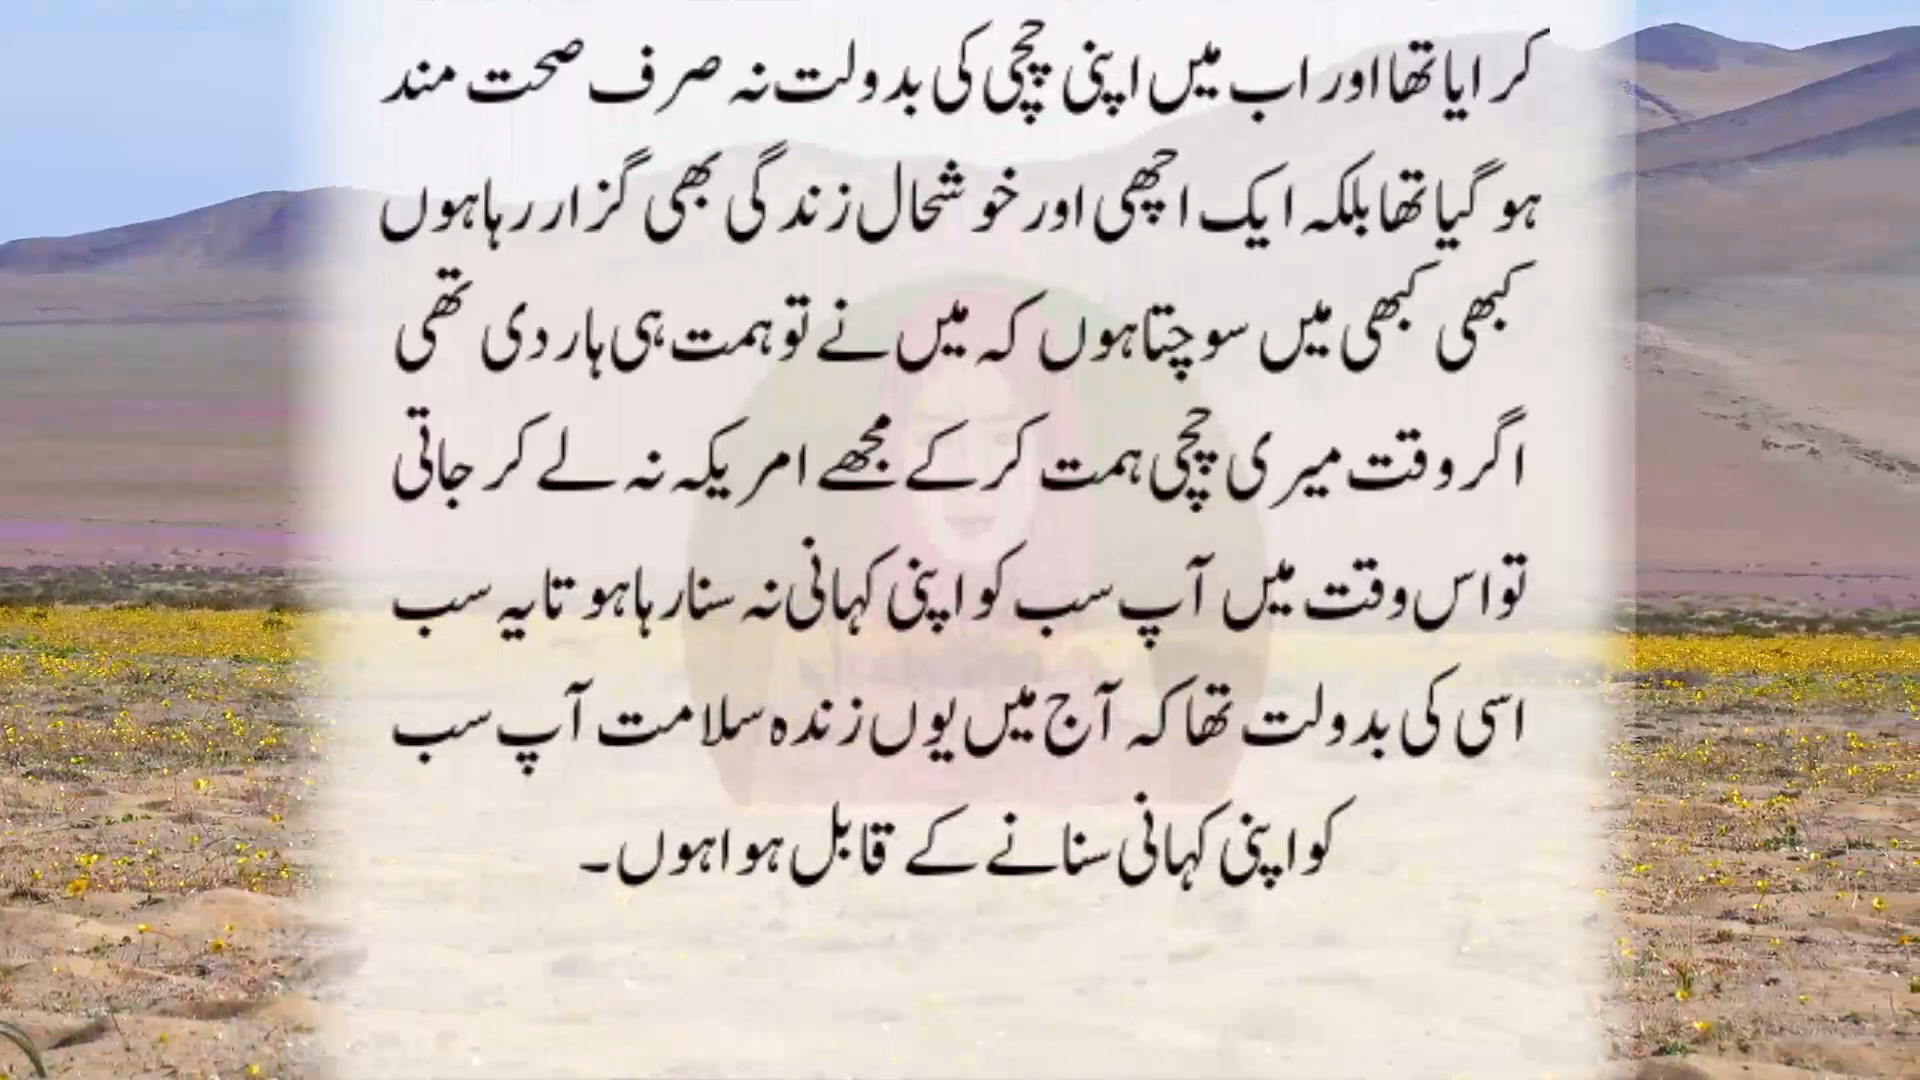 کرایا تھا اور اب میں اپنی چچی کی بدولت نہ صرف صحت مند
ہو گیا تھا بلکہ ایک اچھی اور خوشحال زندگی بھی گزار رہا ہوں
کبھی کبھی میں سوچتا ہوں کہ میں نے تو ہمت ہی ہار دی تھی
اگر وقت میری چچی ہمت کر کے مجھے امریکہ نہ لے کر جاتی
تو اس وقت میں آپ سب کو اپنی کہانی نہ سنا رہا ہوتا یہ سب
اسی کی بدولت تھا کہ آج میں یوں زندہ سلامت آپ سب
کو اپنی کہانی سنانے کے قابل ہوا ہوں۔